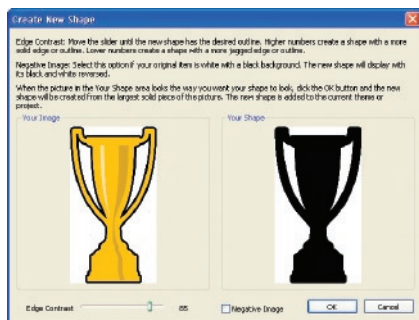 Create New Shape
Edge Contrast: Move the slider until the new shape has the desired outline. Higher numbers create a shape with a more
solid edge or outline. Lower numbers create a shape with a more jagged edge or outline.
Negative Image: Select this option if your original item is white with a black background. The new shape will display with
its black and white reversed.
When the picture in the Your Shape area looks the way you want your shape to look, click the OK button and the new
shape will be created from the largest solid piece of the picture. The new shape is added to the current theme or
project.
Your Image
Your Shape
Edge Contrast
65
Negative Image
OK
Cancel